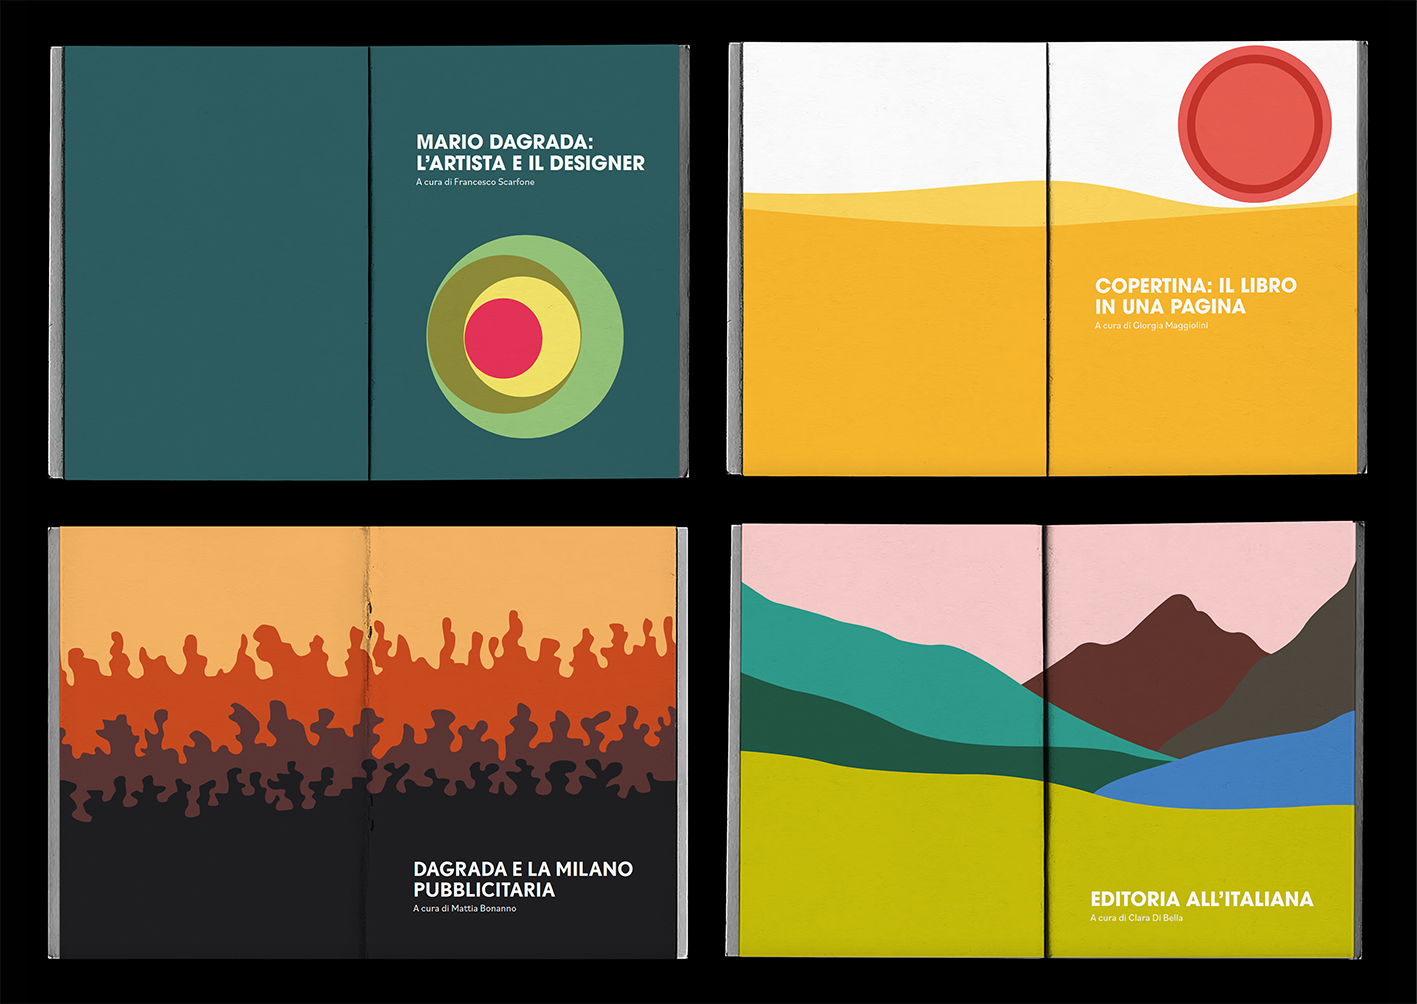 MARIO DAGRADA:
L'ARTISTA E IL DESIGNER
A cura di Francesco Scarfone
COPERTINA: IL LIBRO
IN UNA PAGINA
A cura di Giorgia Maggiolini
DAGRADA E LA MILANO
PUBBLICITARIA
A cura di Mattia Bonanno
EDITORIA ALL'ITALIANA
A cura di Clara Di Bella